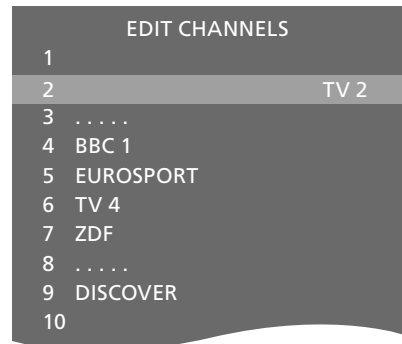 EDIT CHANNELS
1
2 TV 2
3 .....
4 BBC 1
5 EUROSPORT
6 TV 4
7 ZDF
8 .....
9 DISCOVER
10